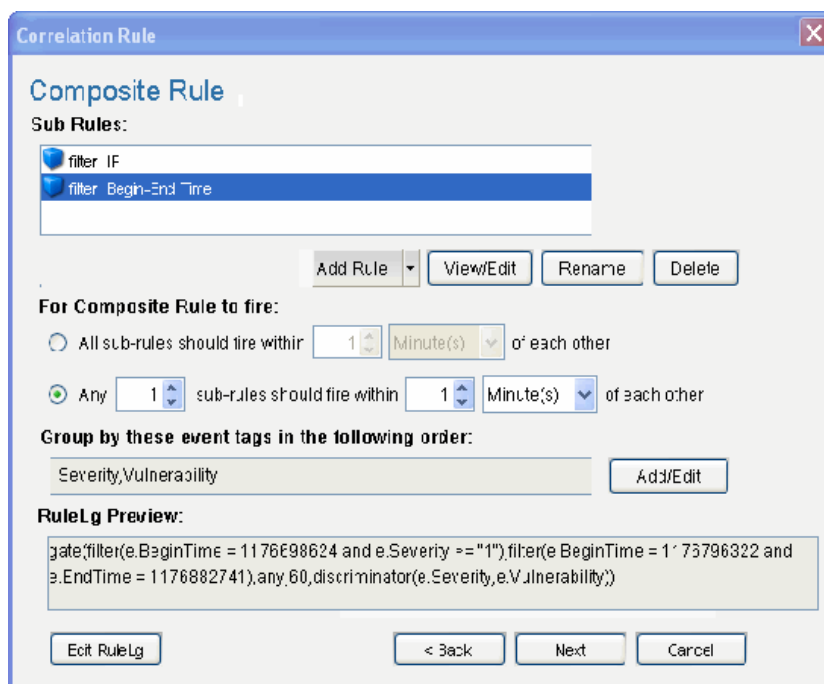 Correlation Rule
Composite Rule
Sub Rules:
filter IF
filter Begin-End Time
Add Rule View/Edit Rename Delete
For Composite Rule to fire:
All sub-rules should fire within 1 Minute(s) of each other
Any 1 sub-rules should fire within 1 Minute(s) of each other
Group by these event tags in the following order:
Severity,Vulnerability Add/Edit
RuleLg Preview:
gate(filter(e.BeginTime = 1176698624 and e.Severity >= "1"),filter(e.BeginTime = 1176796322 and
e.EndTime = 1176882741),any,60,discriminator(e.Severity,e.Vulnerability))
Edit RuleLg < Back Next Cancel